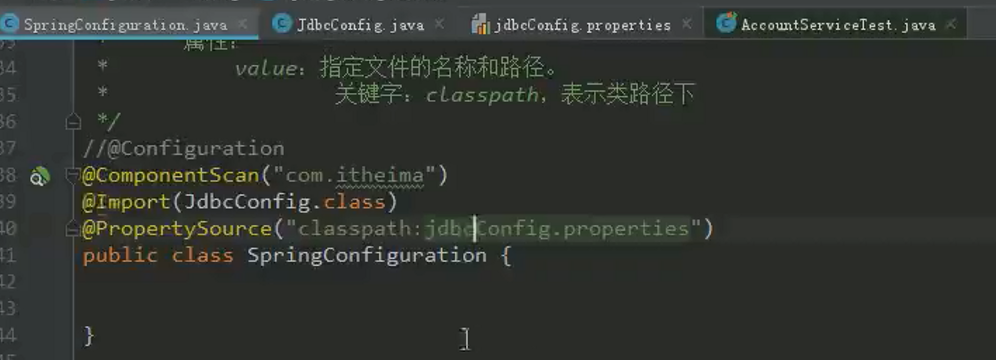 SpringConfiguration.java JdbcConfig.java jdbcConfig.properties AccountServiceTest.java
* 属性:
34 * value: 指定文件的名称和路径。
35 * 关键字: classpath, 表示类路径下
36 */
37 //@Configuration
38 @ComponentScan("com.itheima")
39 @Import(JdbcConfig.class)
40 @PropertySource("classpath:jdbcConfig.properties")
41 public class SpringConfiguration {
42
43
44 }